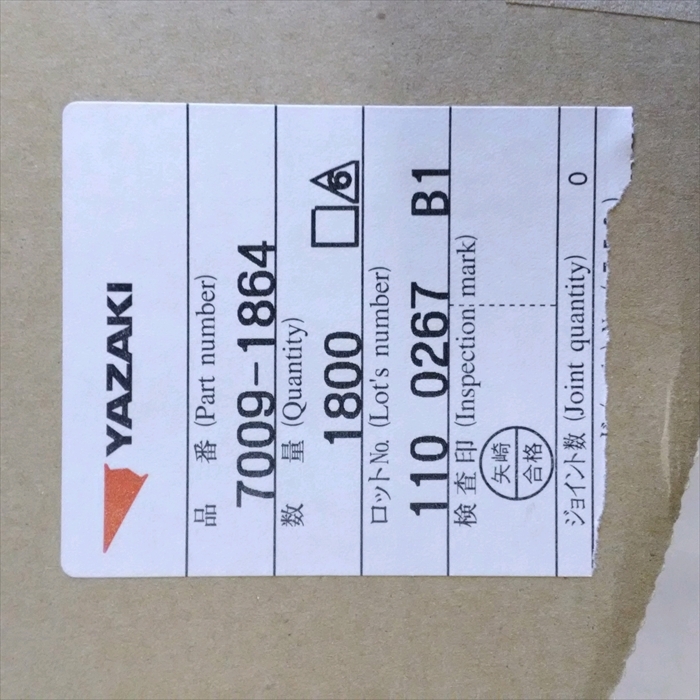 YAZAKI
品 番 (Part number)
7009-1864
数 量 (Quantity)
1800
6
ロットNo. (Lot's number)
110 0267 B1
検査印 (Inspection mark)
矢崎
合格
ジョイント数 (Joint quantity) 0